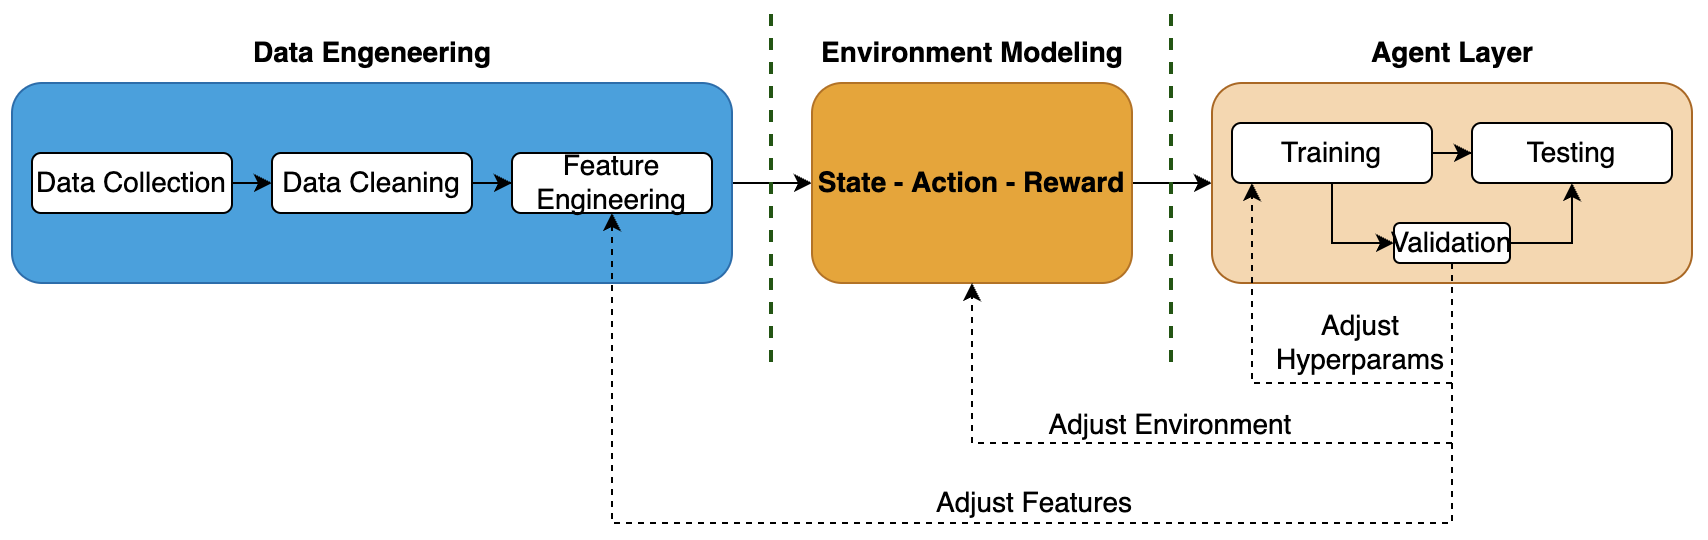 Data Engeneering
Environment Modeling
Agent Layer
Data Collection
Data Cleaning
Feature
Engineering
State - Action - Reward
Training
Testing
Validation
Adjust
Hyperparams
Adjust Environment
Adjust Features